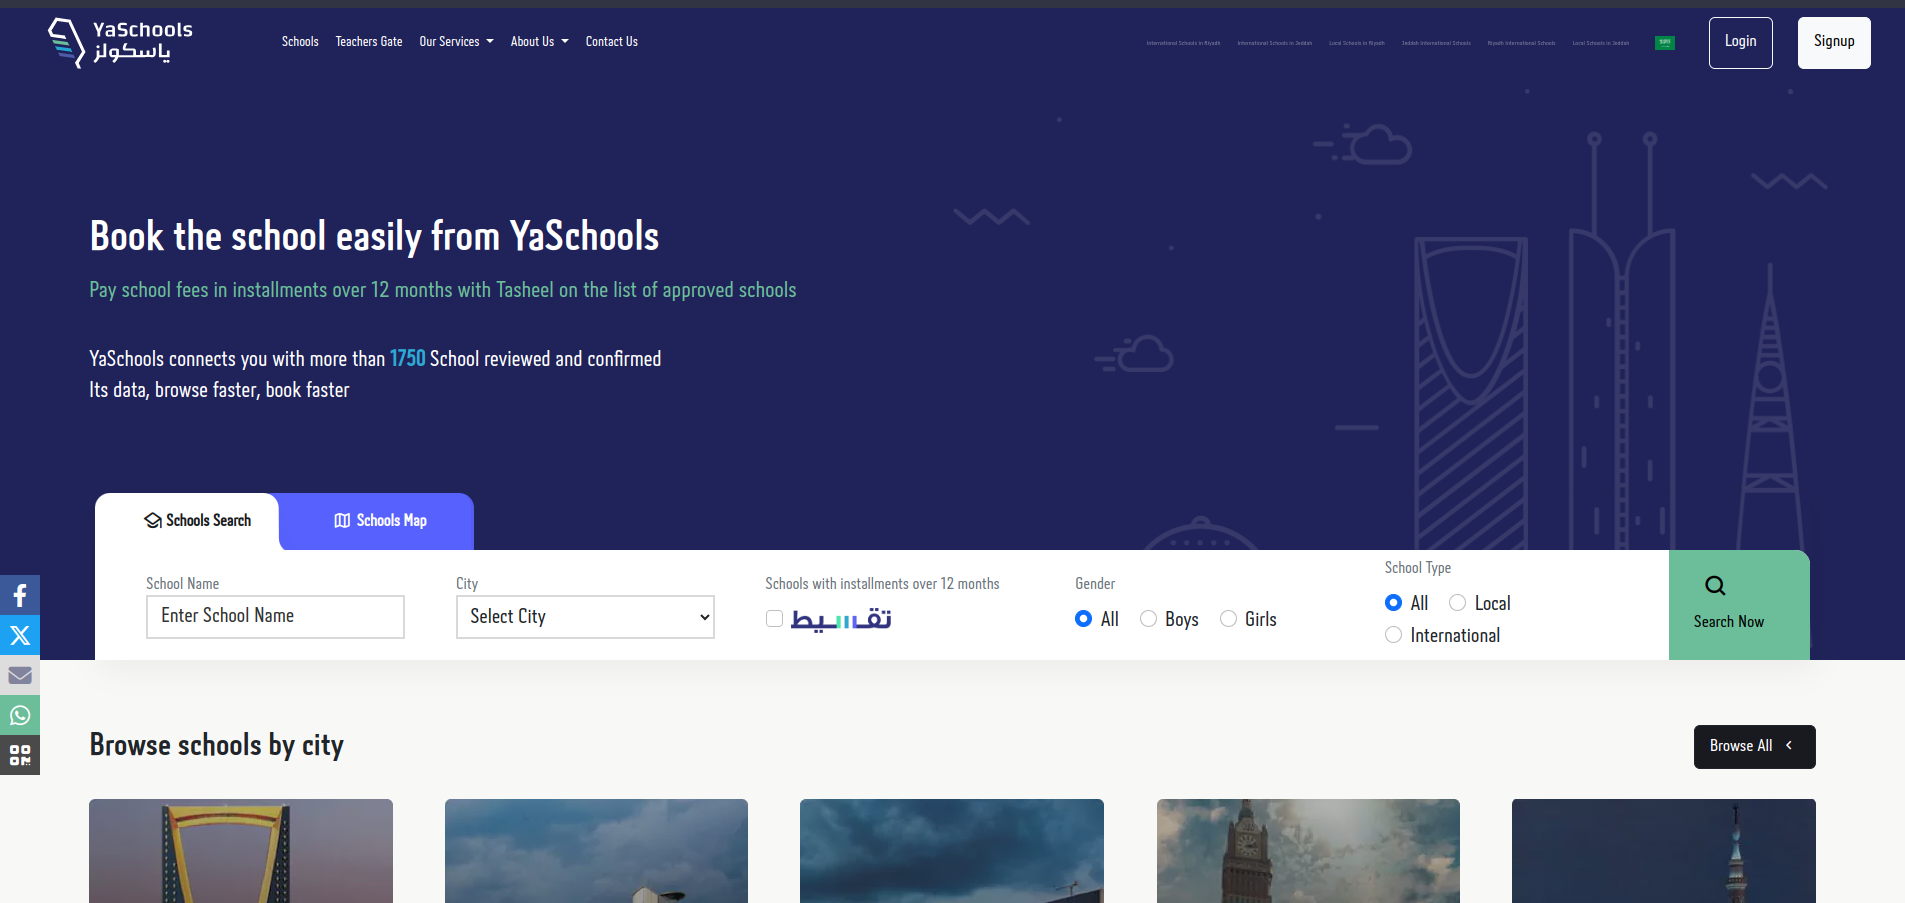 YaSchools
ياسكولز
Schools
Teachers Gate
Our Services
About Us
Contact Us
International Schools in Riyadh
International Schools in Jeddah
Local Schools in Riyadh
Jeddah International Schools
Riyadh International Schools
Local Schools in Jeddah
Login
Signup
Book the school easily from YaSchools
Pay school fees in installments over 12 months with Tasheel on the list of approved schools
YaSchools connects you with more than 1750 School reviewed and confirmed
Its data, browse faster, book faster
Schools Search
Schools Map
School Name
Enter School Name
City
Select City
Schools with installments over 12 months
تقسيط
Gender
All
Boys
Girls
School Type
All
Local
International
Search Now
Browse schools by city
Browse All